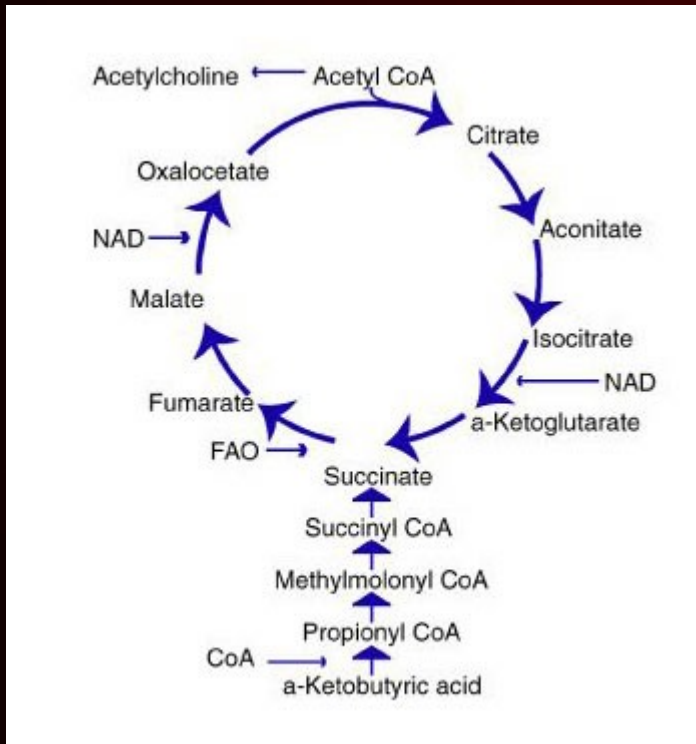 Acetylcholine
Acetyl CoA
Citrate
Oxalocetate
Aconitate
NAD
Malate
Isocitrate
NAD
Fumarate
a-Ketoglutarate
FAO
Succinate
Succinyl CoA
Methylmolonyl CoA
Propionyl CoA
CoA
a-Ketobutyric acid